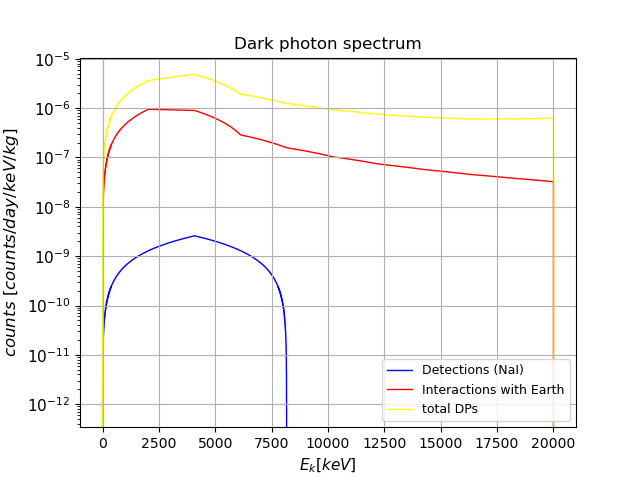 Dark photon spectrum
counts [counts/day/keV/kg]
10⁻⁵
10⁻⁶
10⁻⁷
10⁻⁸
10⁻⁹
10⁻¹⁰
10⁻¹¹
10⁻¹²
Detections (NaI)
Interactions with Earth
total DPs
0 2500 5000 7500 10000 12500 15000 17500 20000
Eₖ[keV]